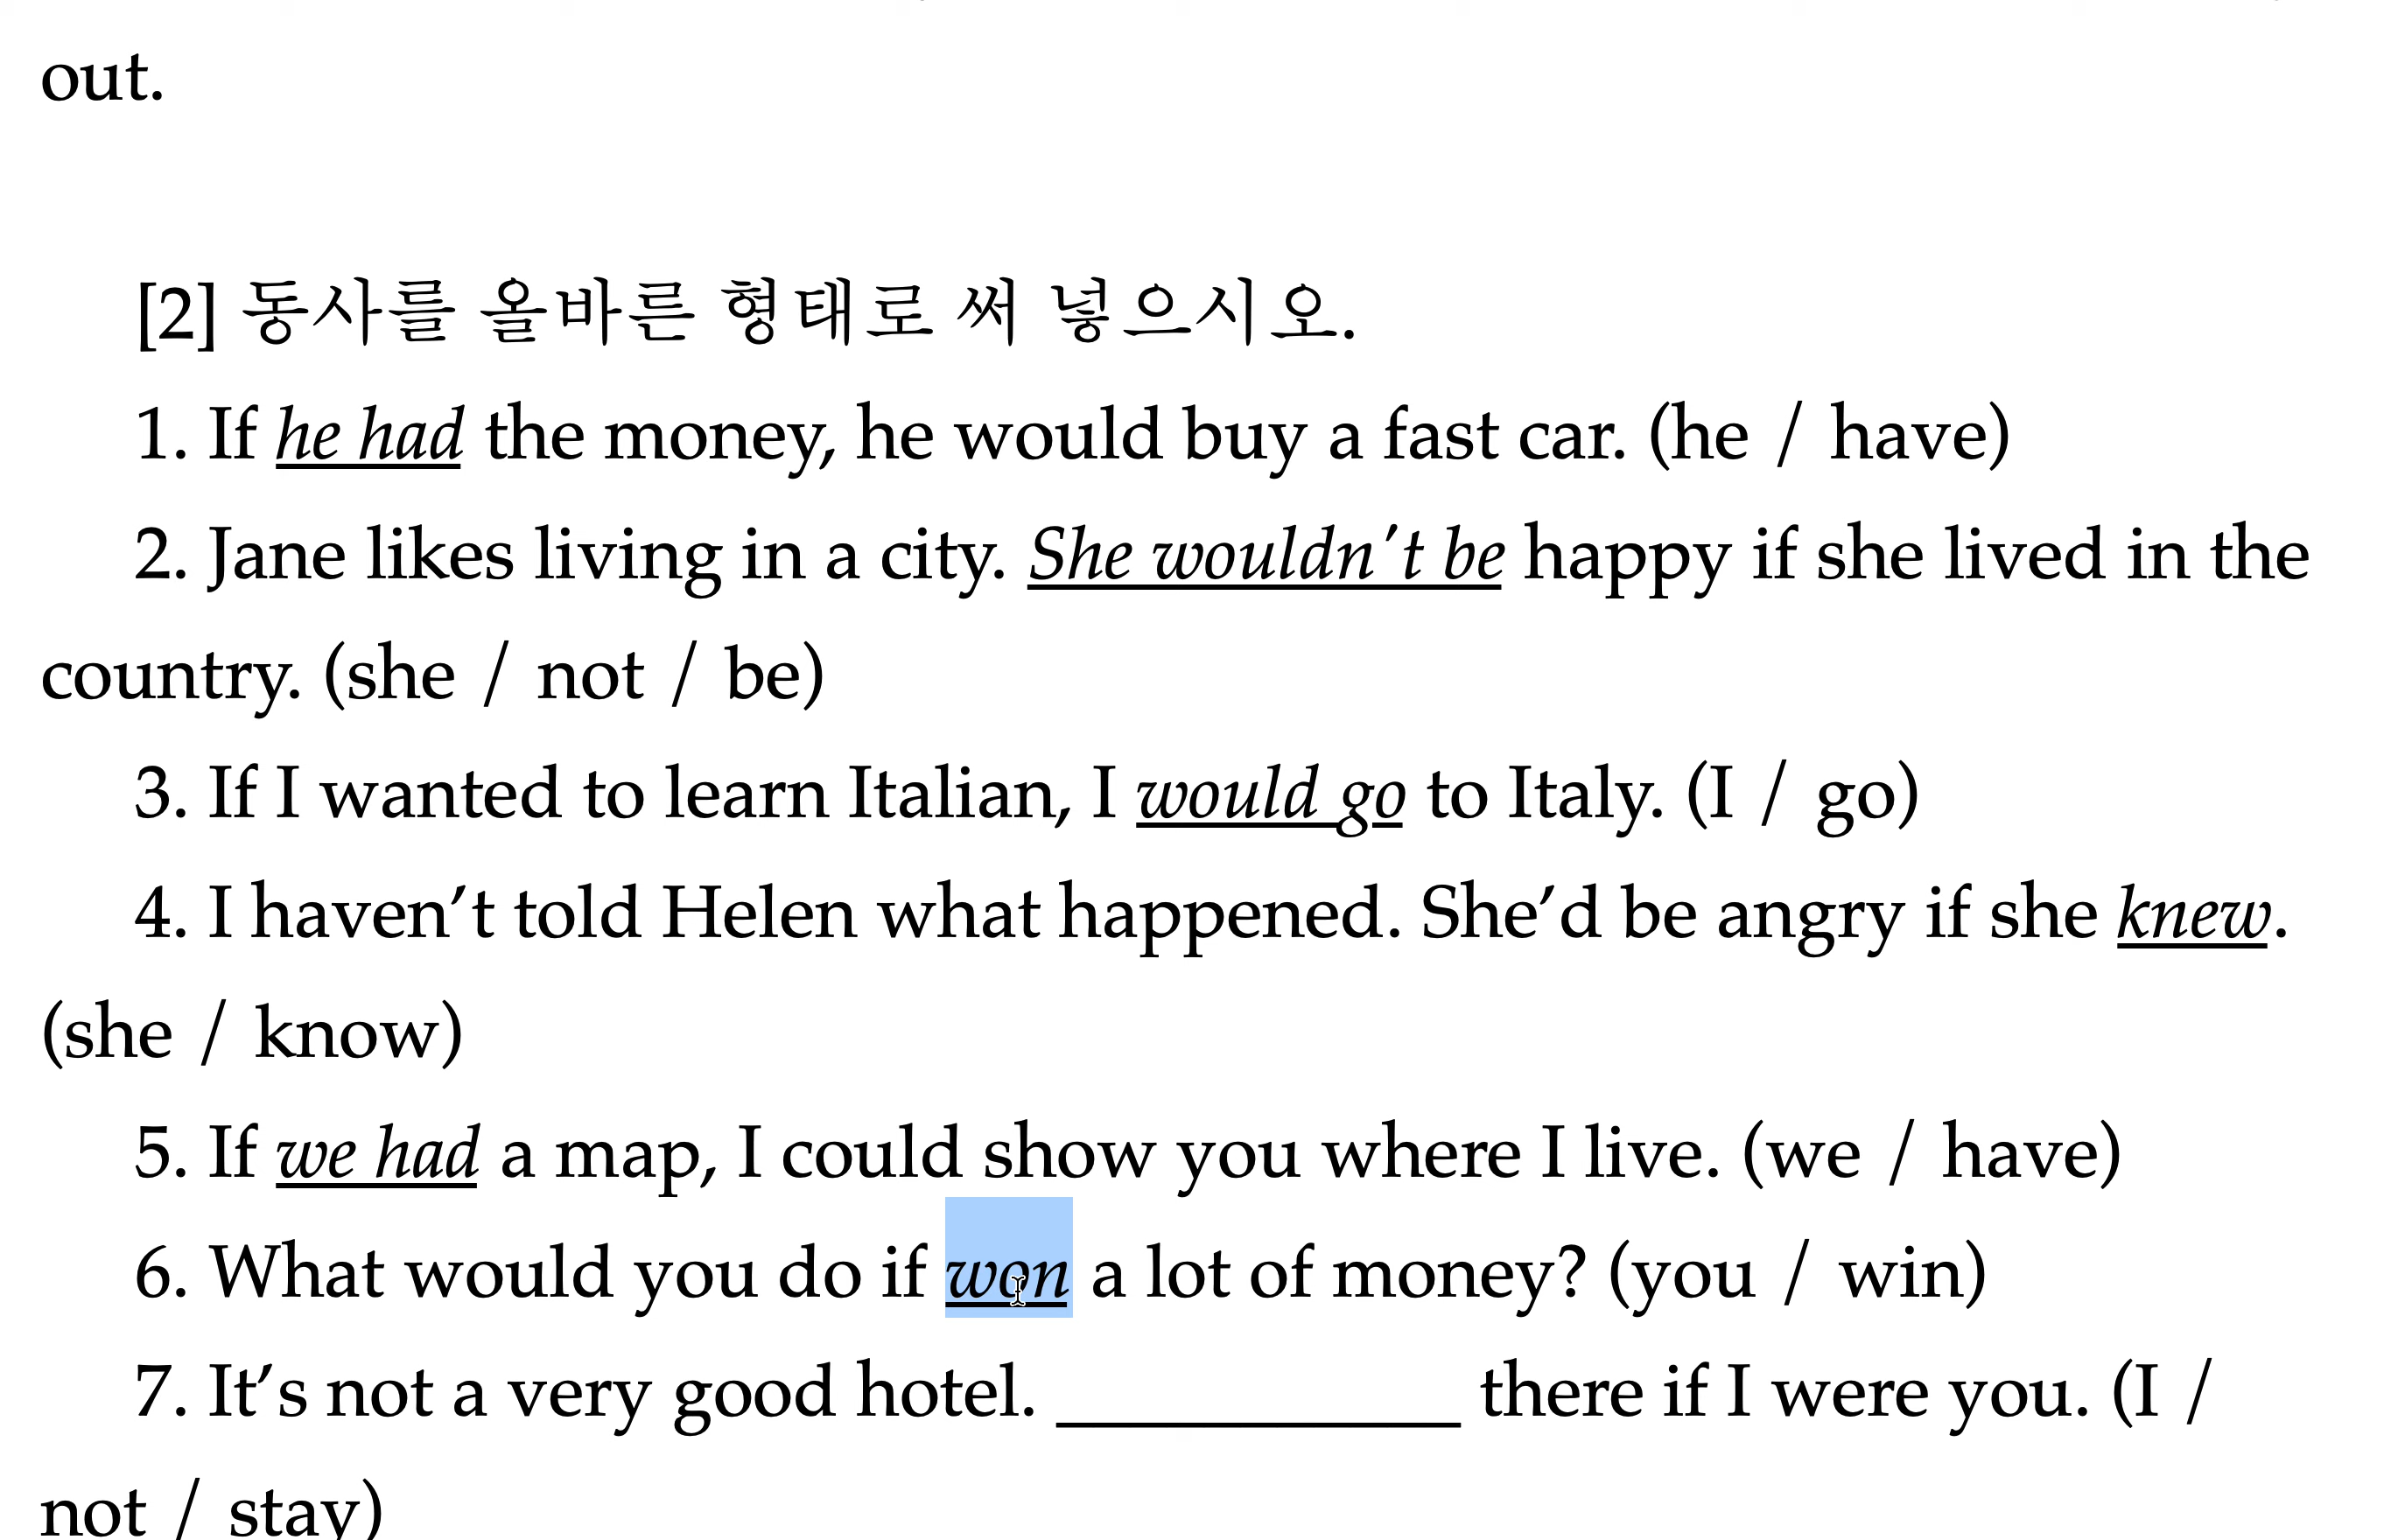 out.
[2] 동사를 올바른 형태로 써 넣으시오.
1. If he had the money, he would buy a fast car. (he / have)
2. Jane likes living in a city. She wouldn't be happy if she lived in the
country. (she / not / be)
3. If I wanted to learn Italian, I would go to Italy. (I / go)
4. I haven't told Helen what happened. She'd be angry if she knew.
(she / know)
5. If we had a map, I could show you where I live. (we / have)
6. What would you do if won a lot of money? (you / win)
7. It's not a very good hotel. ____________ there if I were you. (I /
not / stay)